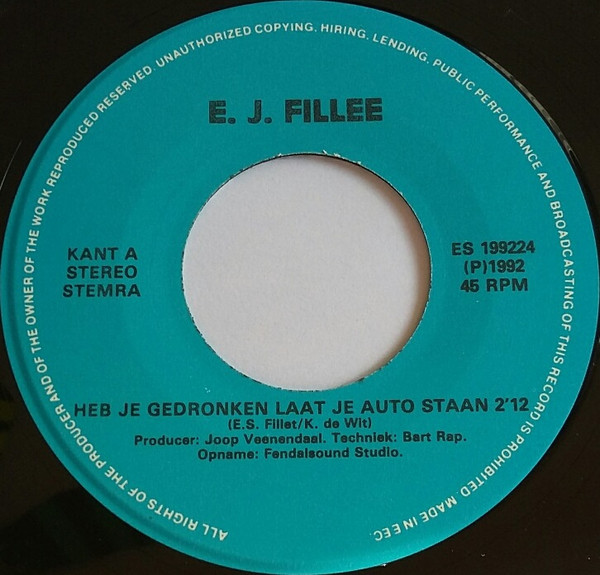 ALL RIGHTS OF THE PRODUCER AND OF THE OWNER OF THE WORK REPRODUCED RESERVED. UNAUTHORIZED COPYING. HIRING. LENDING. PUBLIC PERFORMANCE AND BROADCASTING OF THIS RECORD IS PROHIBITED. MADE IN EEC
E. J. FILLEE
KANT A
STEREO
STEMRA
ES 199224
(P)1992
45 RPM
HEB JE GEDRONKEN LAAT JE AUTO STAAN 2'12
(E.S. Fillet/K. de Wit)
Producer: Joop Veenendaal. Techniek: Bart Rap.
Opname: Fendalsound Studio.